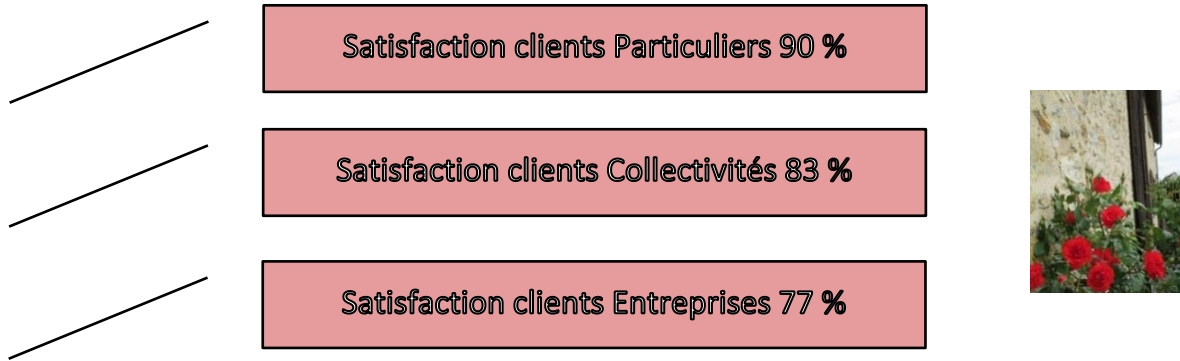 Satisfaction clients Particuliers 90 %
Satisfaction clients Collectivités 83 %
Satisfaction clients Entreprises 77 %